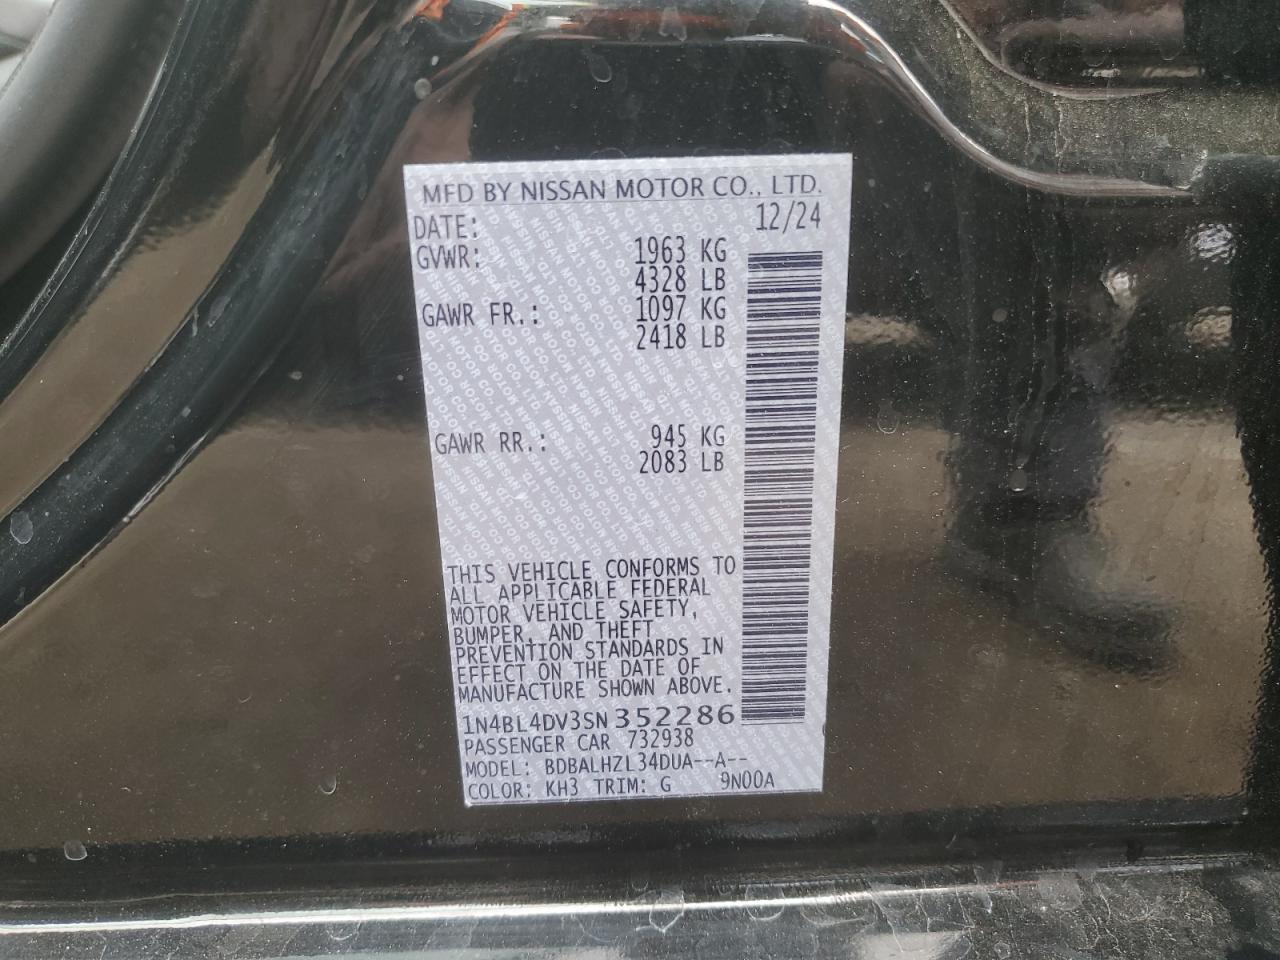 MFD BY NISSAN MOTOR CO., LTD.
DATE: 12/24
GVWR: 1963 KG
4328 LB
GAWR FR.: 1097 KG
2418 LB
GAWR RR.: 945 KG
2083 LB
THIS VEHICLE CONFORMS TO
ALL APPLICABLE FEDERAL
MOTOR VEHICLE SAFETY,
BUMPER, AND THEFT
PREVENTION STANDARDS IN
EFFECT ON THE DATE OF
MANUFACTURE SHOWN ABOVE.
1N4BL4DV3SN352286
PASSENGER CAR 732938
MODEL: BDBALHZL34DUA--A--
COLOR: KH3 TRIM: G 9N00A